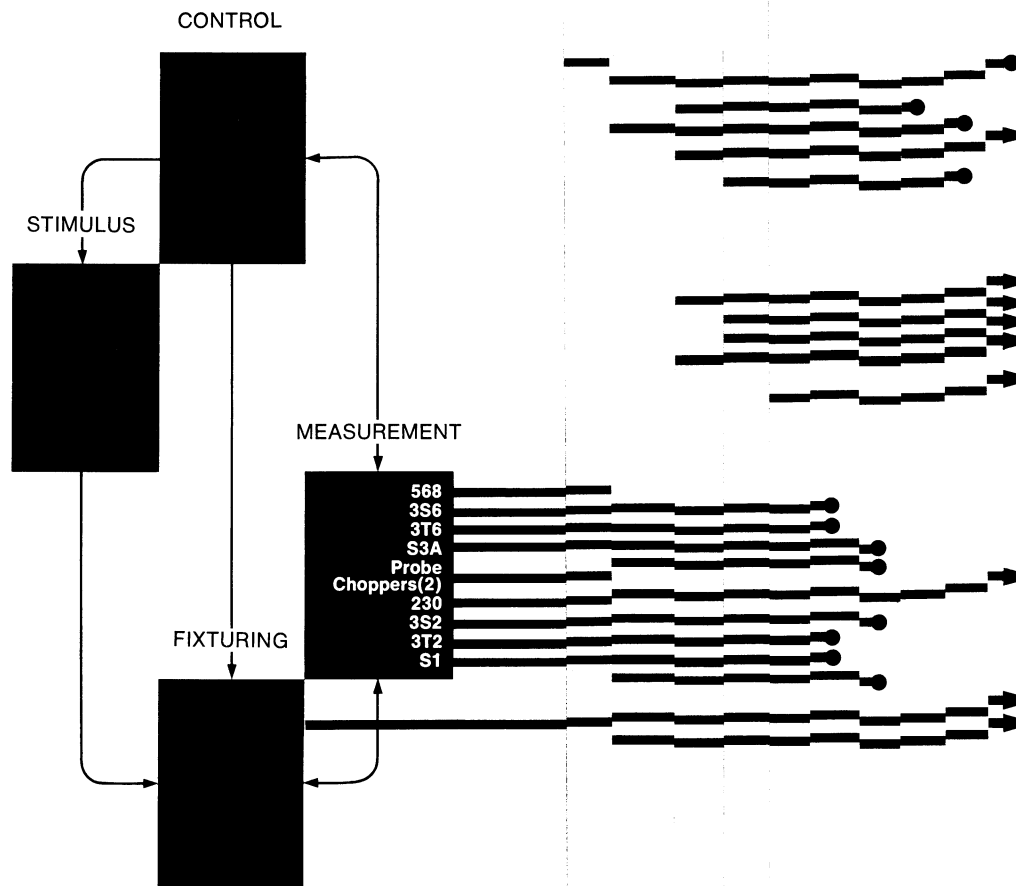 CONTROL
STIMULUS
MEASUREMENT
568
3S6
3T6
S3A
Probe
Choppers(2)
230
3S2
3T2
S1
FIXTURING